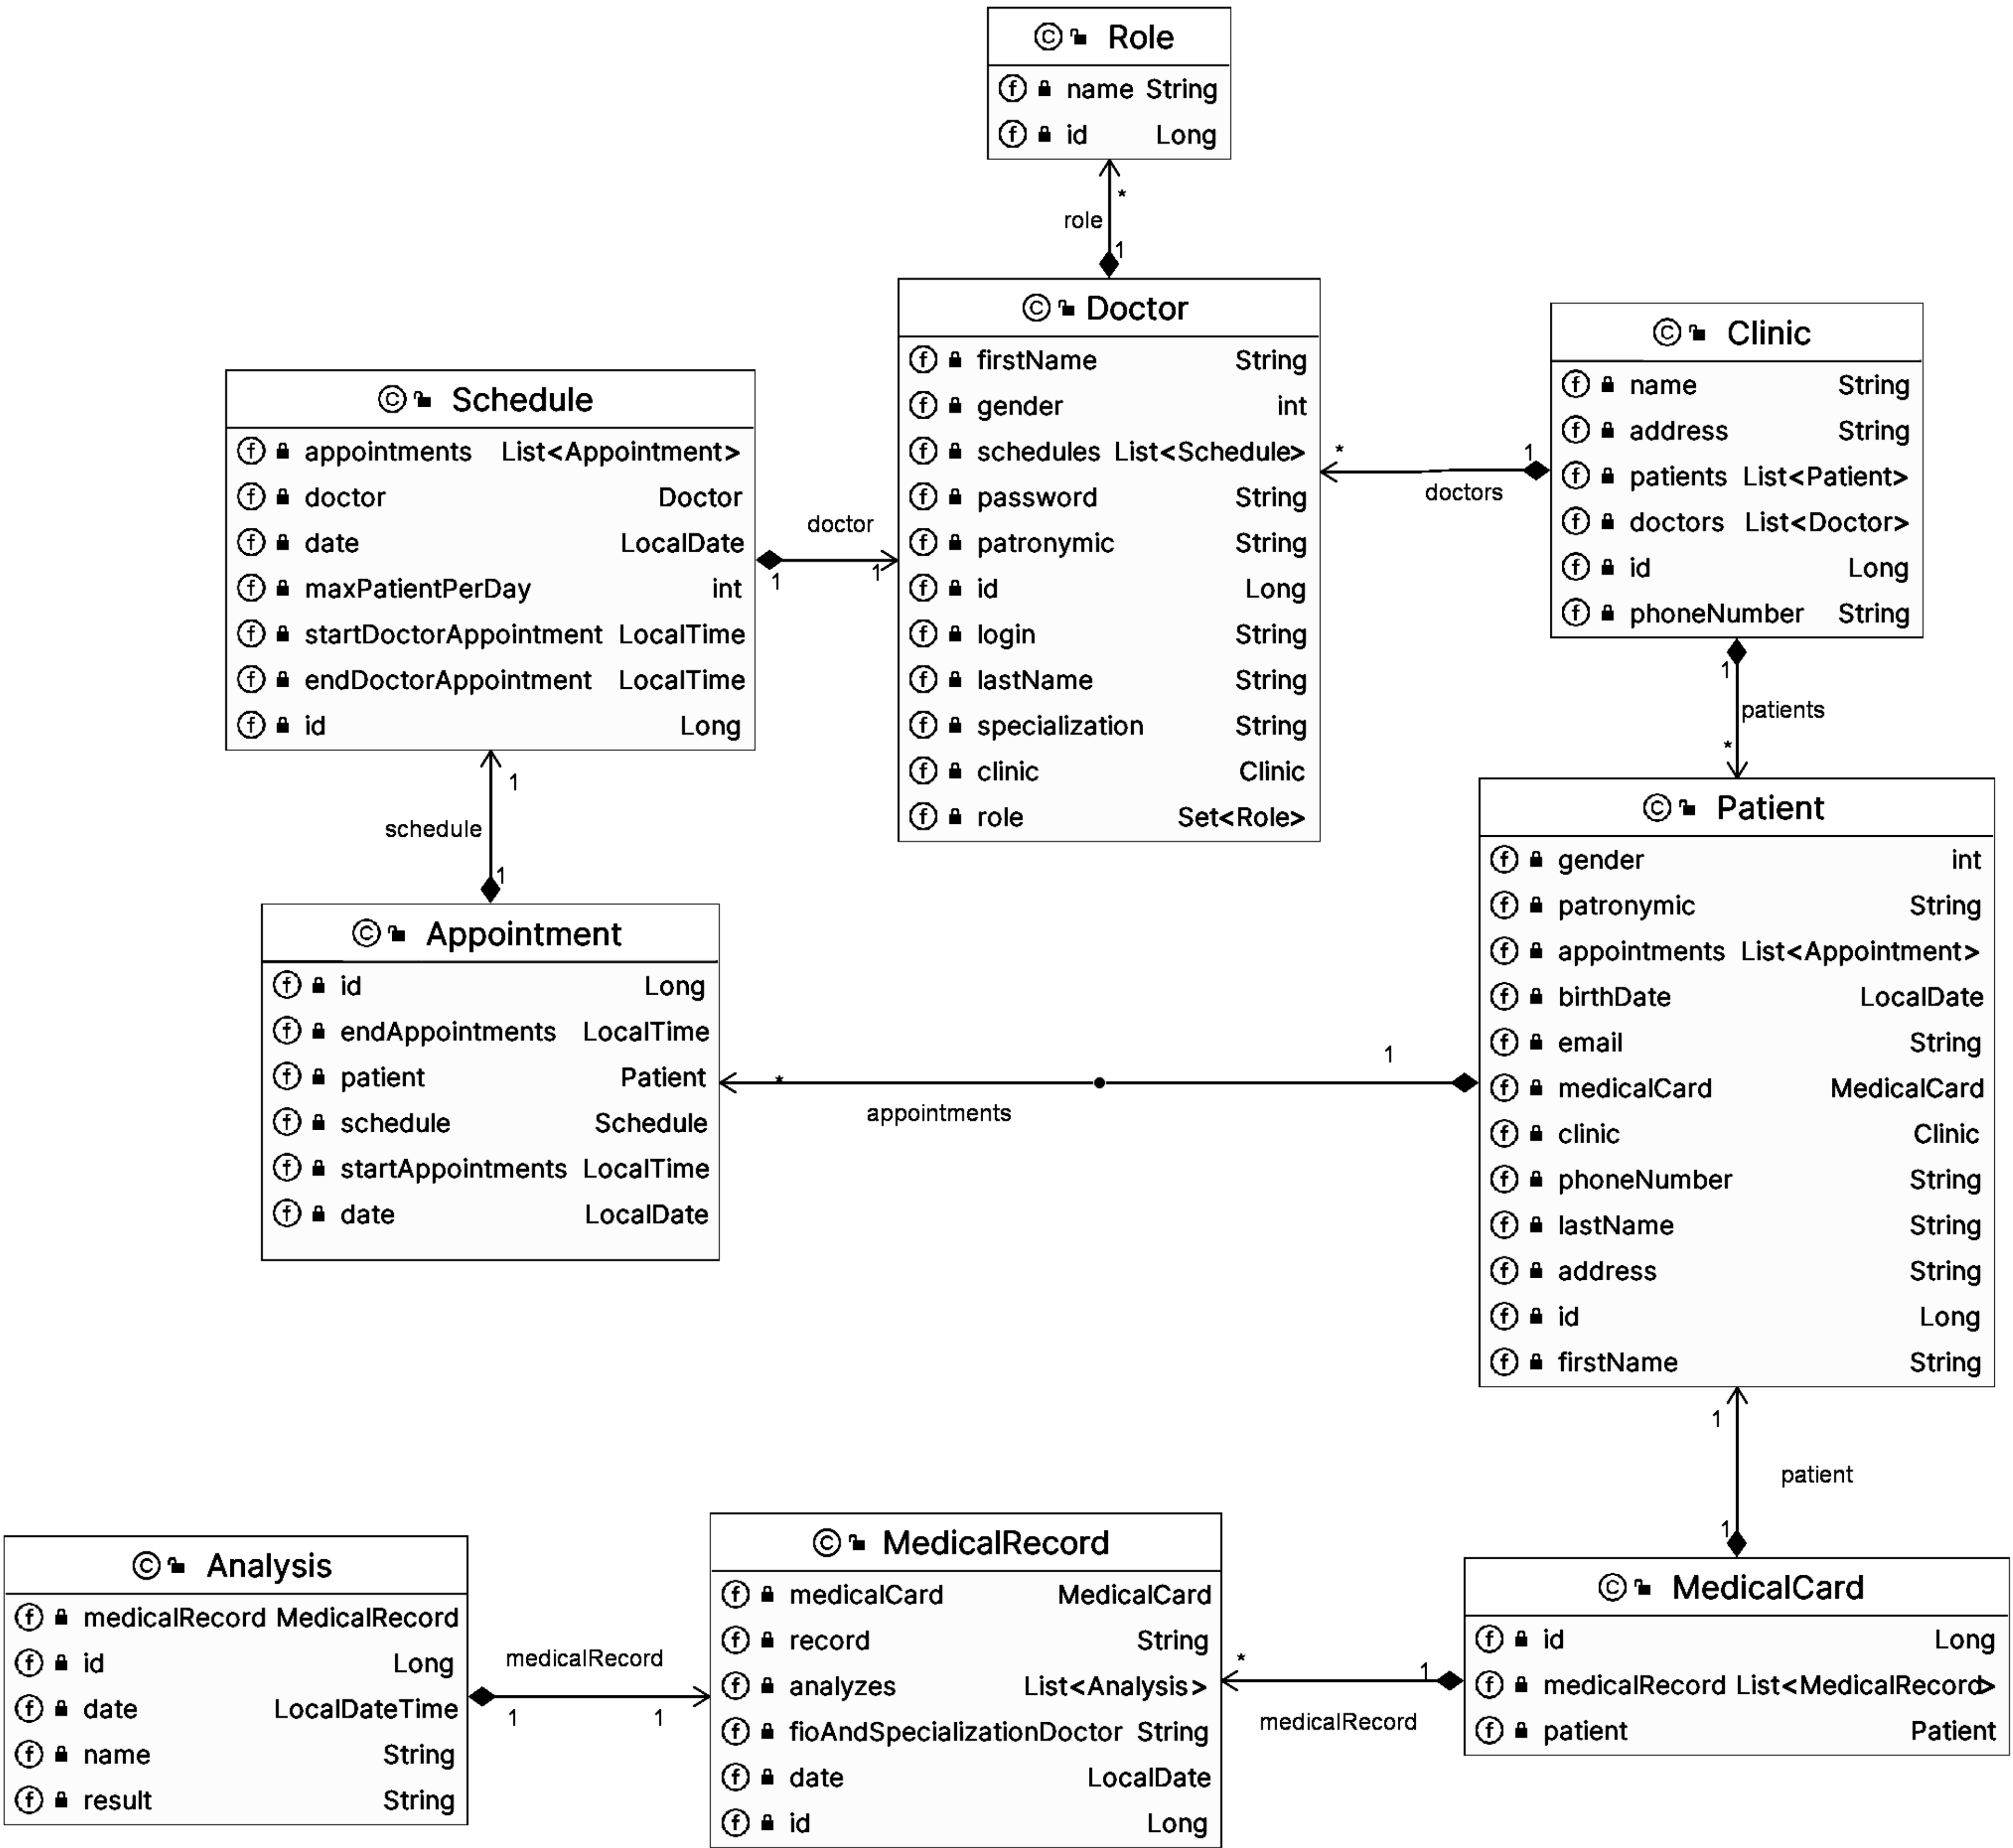 Role
name String
id Long
*
role
1
Doctor
firstName String
gender int
schedules List<Schedule>
password String
patronymic String
id Long
login String
lastName String
specialization String
clinic Clinic
role Set<Role>
Clinic
name String
address String
patients List<Patient>
doctors List<Doctor>
id Long
phoneNumber String
* 1
doctors
Schedule
appointments List<Appointment>
doctor Doctor
date LocalDate
maxPatientPerDay int
startDoctorAppointment LocalTime
endDoctorAppointment LocalTime
id Long
doctor
1 1
1
patients
*
1
schedule
1
Patient
gender int
patronymic String
appointments List<Appointment>
birthDate LocalDate
email String
medicalCard MedicalCard
clinic Clinic
phoneNumber String
lastName String
address String
id Long
firstName String
Appointment
id Long
endAppointments LocalTime
patient Patient
schedule Schedule
startAppointments LocalTime
date LocalDate
* 1
appointments
1
patient
1
Analysis
medicalRecord MedicalRecord
id Long
date LocalDateTime
name String
result String
medicalRecord
1 1
MedicalRecord
medicalCard MedicalCard
record String
analyzes List<Analysis>
fioAndSpecializationDoctor String
date LocalDate
id Long
* 1
medicalRecord
MedicalCard
id Long
medicalRecord List<MedicalRecord>
patient Patient